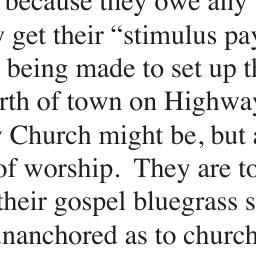 because they owe any
get their “stimulus pay
being made to set up th
rth of town on Highway
Church might be, but a
of worship. They are to
their gospel bluegrass s
unanchored as to church